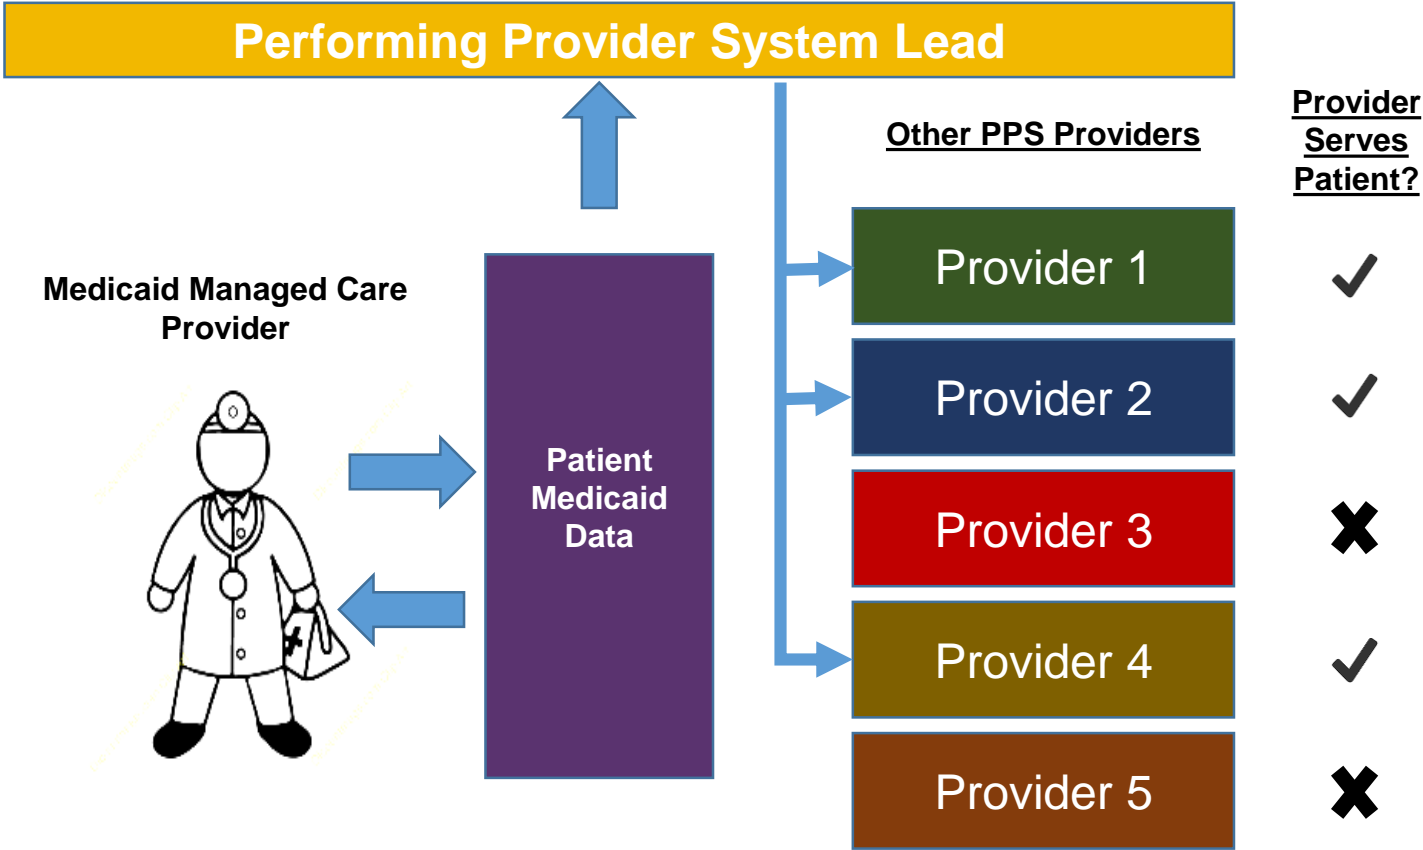 Performing Provider System Lead
Provider
Serves
Patient?
Other PPS Providers
Medicaid Managed Care
Provider
Patient
Medicaid
Data
Provider 1
Provider 2
Provider 3
Provider 4
Provider 5